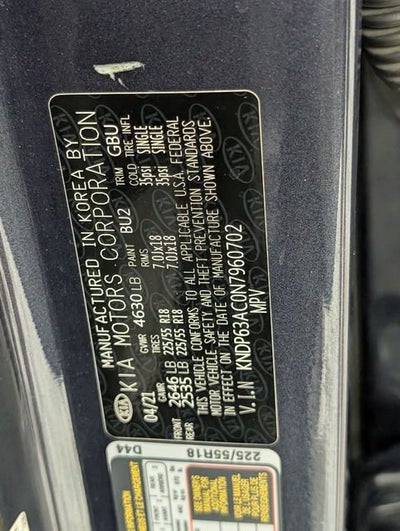 MANUFACTURED IN KOREA BY
KIA MOTORS CORPORATION
KIA 04/21 GVWR 4630 LB PAINT BU2 TRIM GBU
GAWR TIRES RIMS COLD TIRE INFL
FRONT 2646 LB 225/55 R18 7.0Jx18 35psi SINGLE
REAR 2535 LB 225/55 R18 7.0Jx18 35psi SINGLE
THIS VEHICLE CONFORMS TO ALL APPLICABLE U.S.A. FEDERAL
MOTOR VEHICLE SAFETY AND THEFT PREVENTION STANDARDS
IN EFFECT ON THE DATE OF MANUFACTURE SHOWN ABOVE.
V.I.N KNDP63AC0N7960702
MPV
D44
225/55R18